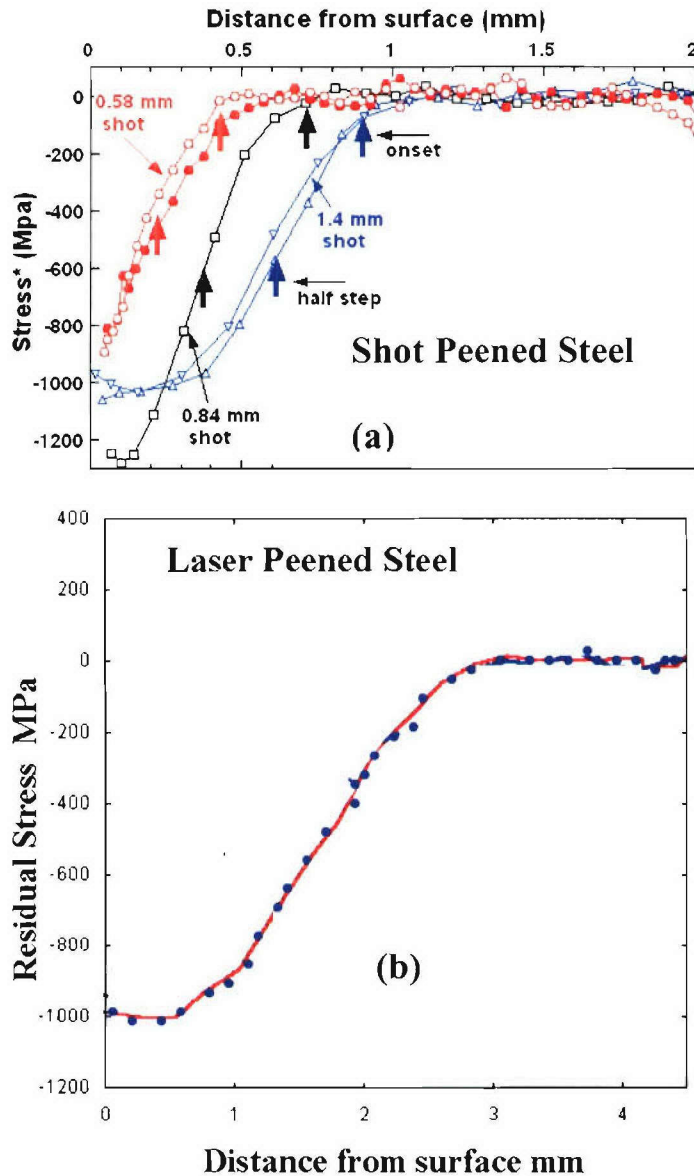 Distance from surface (mm)
0 0.5 1 1.5 2
0
-200
-400
-600
-800
-1000
-1200
Stress* (Mpa)
0.58 mm
shot
onset
1.4 mm
shot
half step
Shot Peened Steel
0.84 mm
shot
(a)
400
200
0
-200
-400
-600
-800
-1000
-1200
Residual Stress MPa
Laser Peened Steel
(b)
0 1 2 3 4
Distance from surface mm